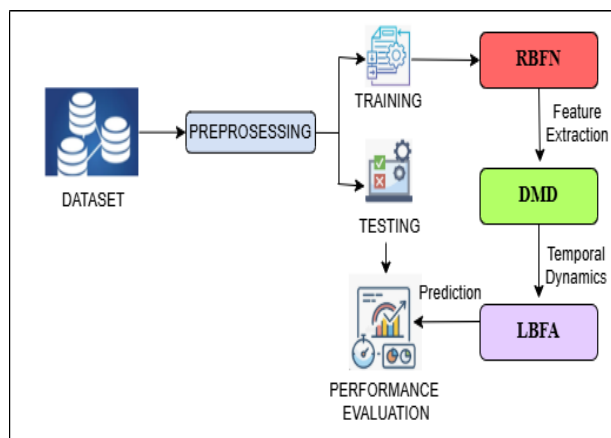 RBFN
TRAINING
Feature
Extraction
PREPROSESSING
DATASET
DMD
TESTING
Temporal
Dynamics
Prediction
LBFA
PERFORMANCE
EVALUATION